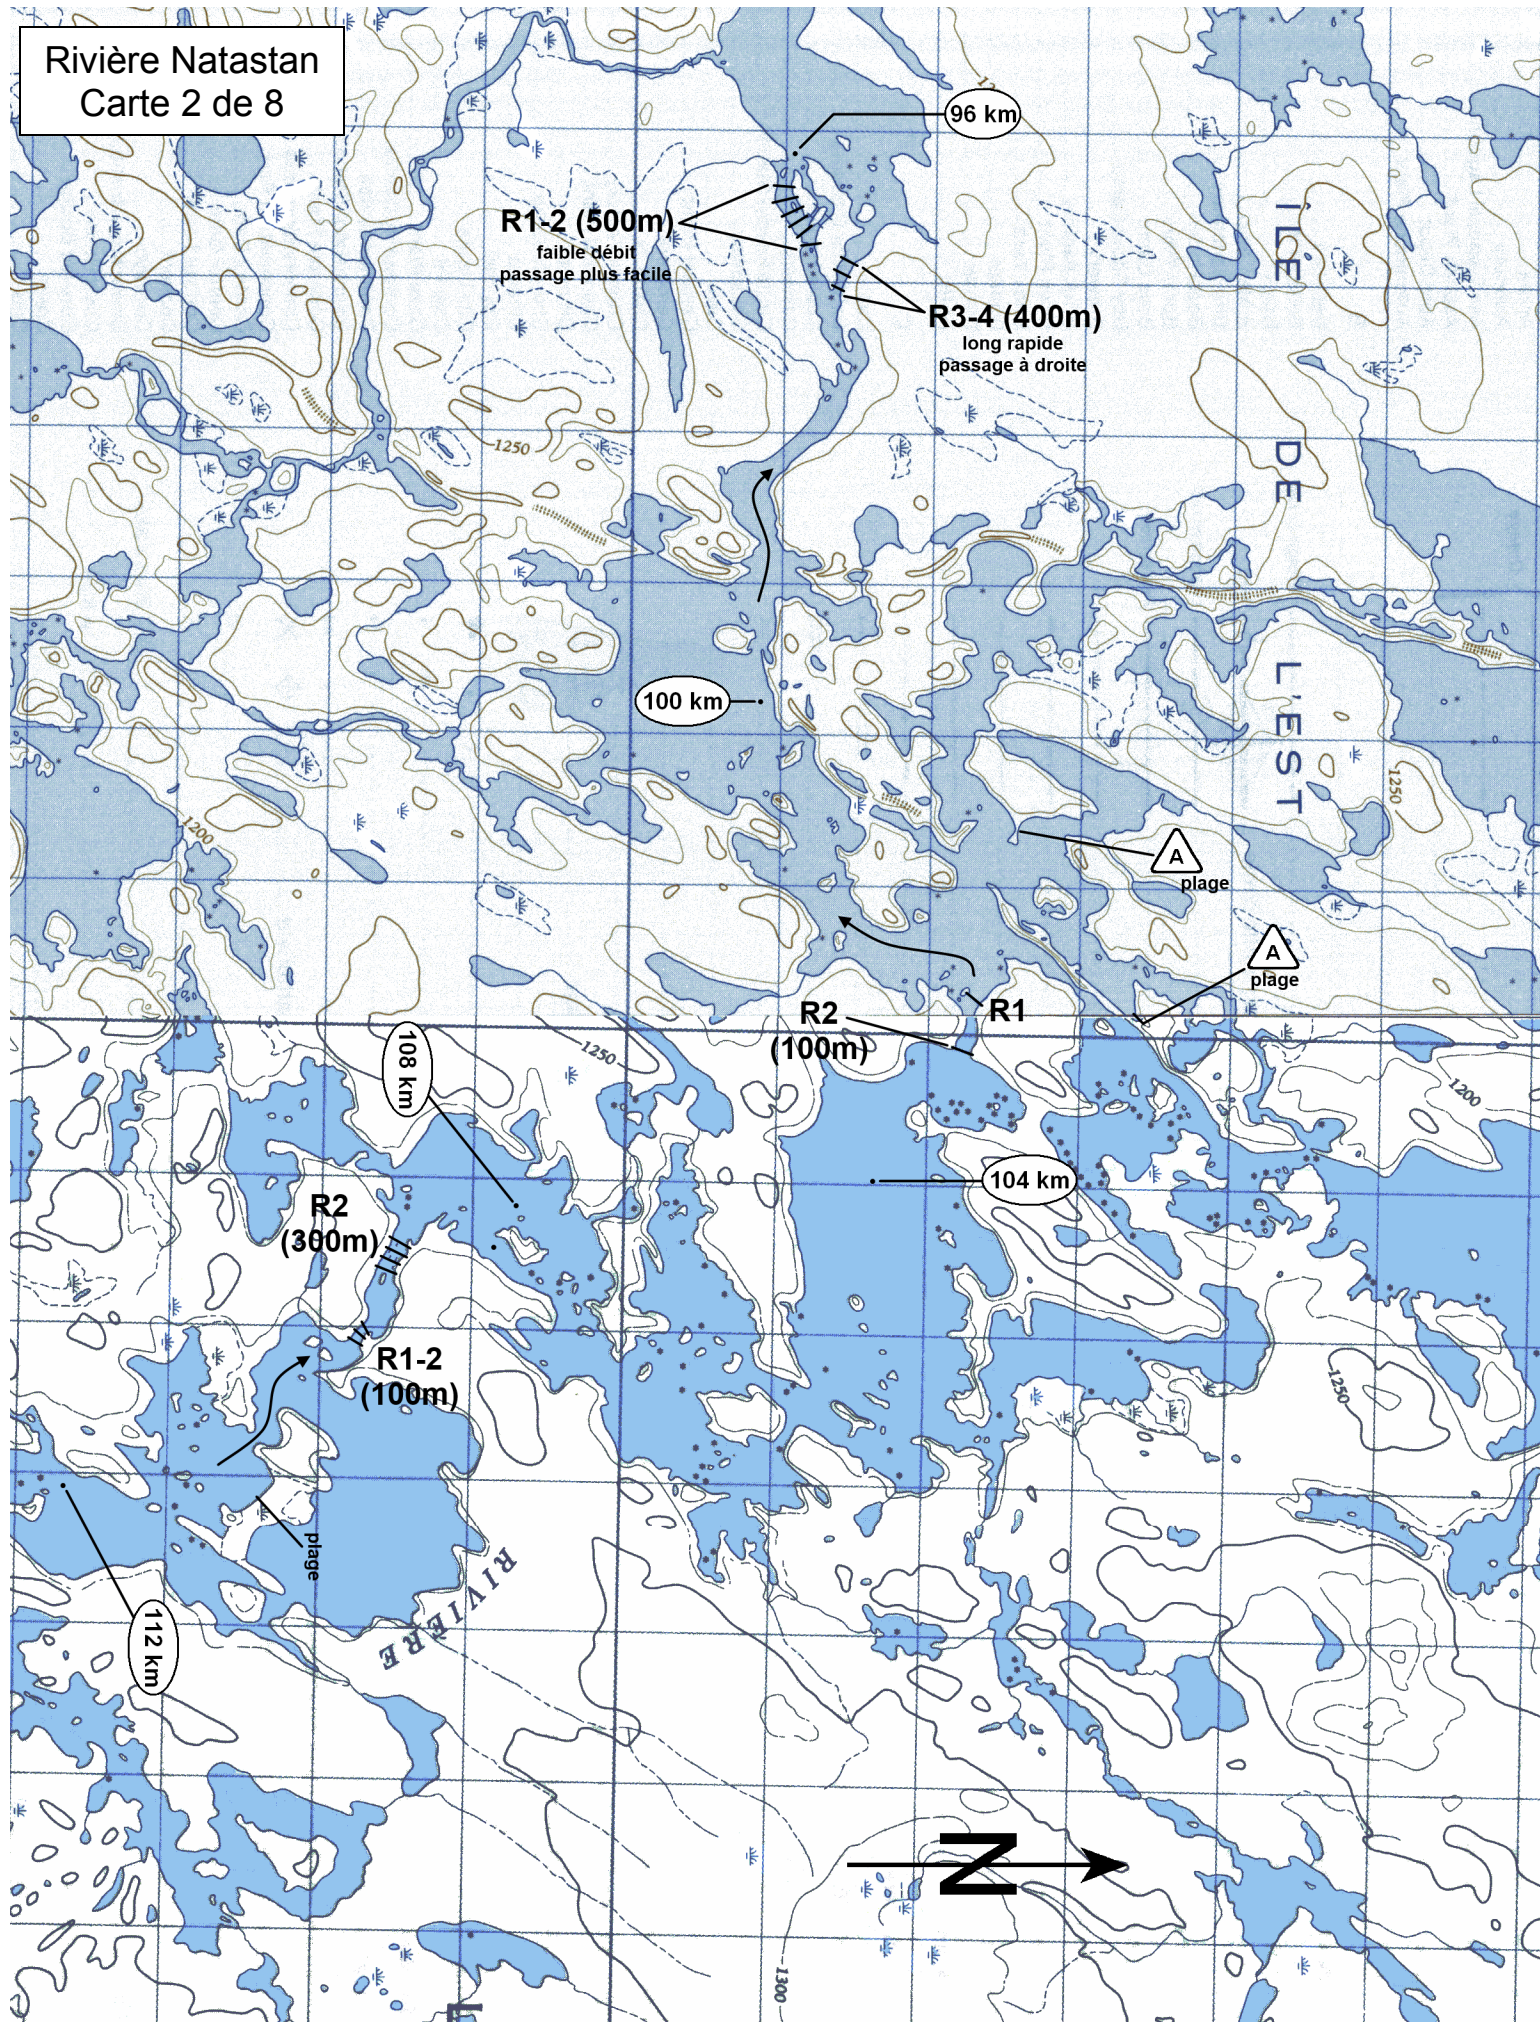 Rivière Natastan
Carte 2 de 8
96 km
R1-2 (500m)
faible débit
passage plus facile
R3-4 (400m)
long rapide
passage à droite
ÎLE
DE
L'EST
1250
100 km
1250
1200
A
plage
A
plage
R1
R2
(100m)
108 km
1250
1200
104 km
R2
(300m)
R1-2
(100m)
1250
plage
RIVIÈRE
112 km
N
1300
L